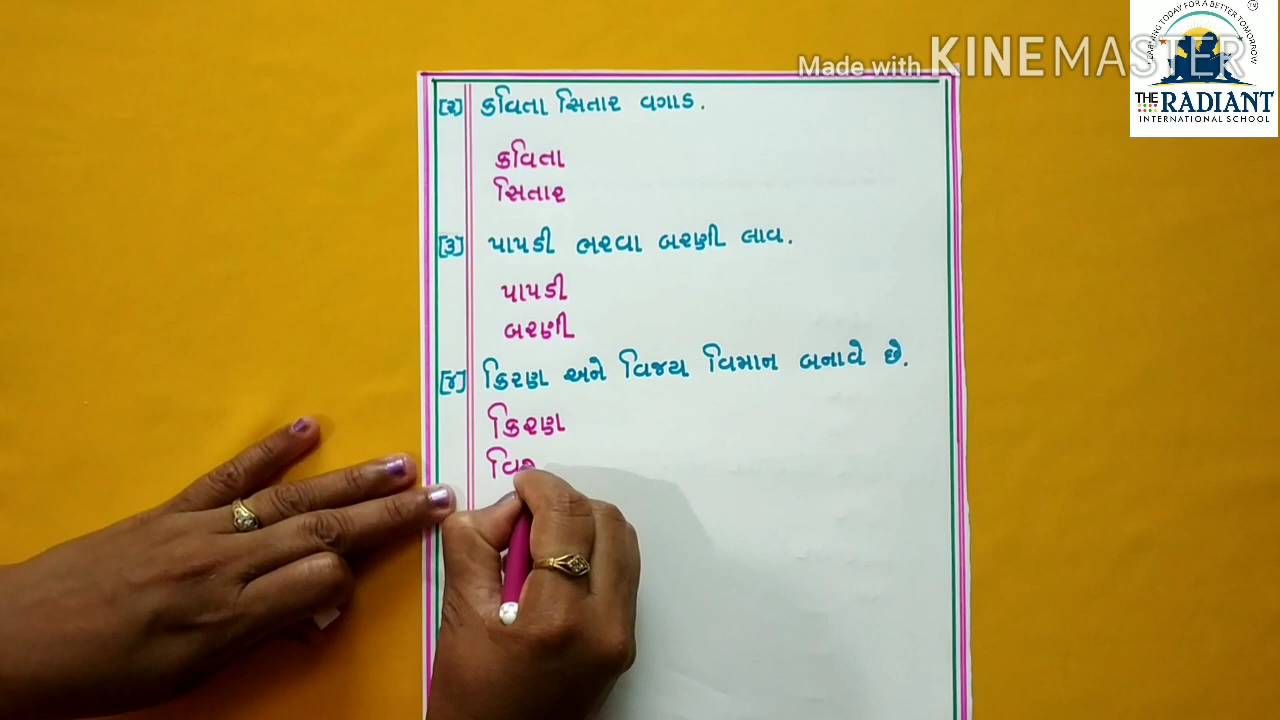 Made with KINEMASTER
THE RADIANT
INTERNATIONAL SCHOOL
[૨] કવિતા સિતાર વગાડ.
કવિતા
સિતાર
[૩] પાપડી ભરવા બરણી લાવ.
પાપડી
બરણી
[૪] કિરણ અને વિજય વિમાન બનાવે છે.
કિરણ